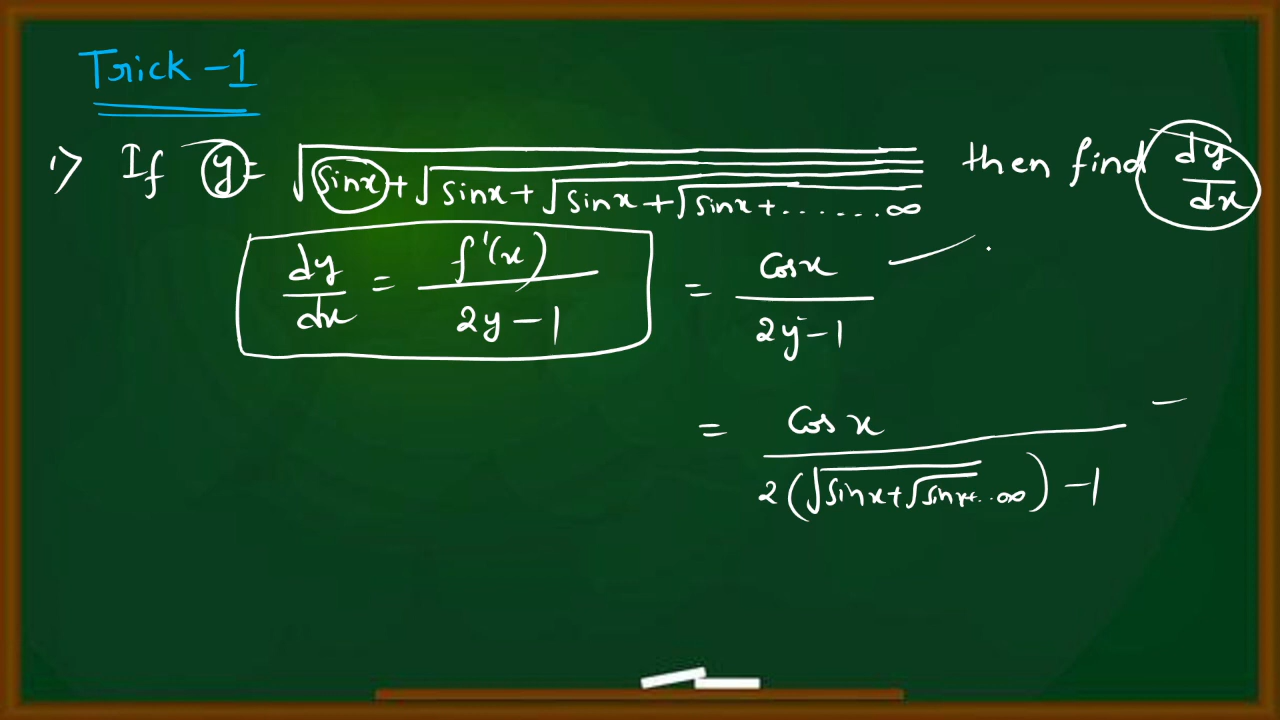 Trick -1
1) If y = √(sinx + √(sinx + √(sinx + √(sinx + ....... ∞ then find dy/dx
dy/dx = f'(x)/(2y - 1) = Cosx/(2y - 1)
= Cos x/(2(√(sinx + √(sinx+...∞) - 1)